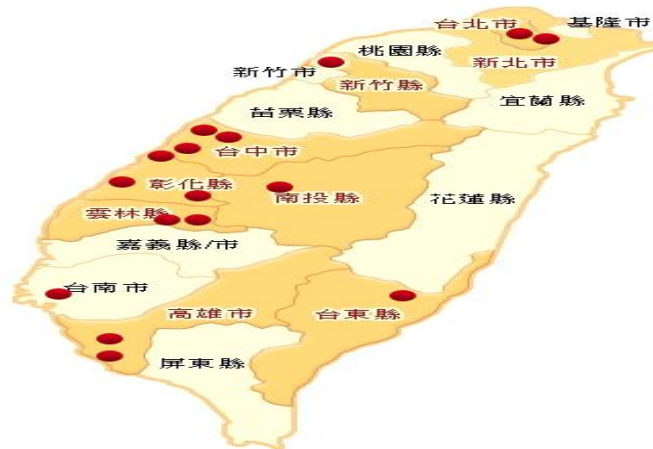 台北市
基隆市
桃園縣
新北市
新竹市
新竹縣
宜蘭縣
苗栗縣
台中市
彰化縣
南投縣
花蓮縣
雲林縣
嘉義縣/市
台南市
高雄市
台東縣
屏東縣